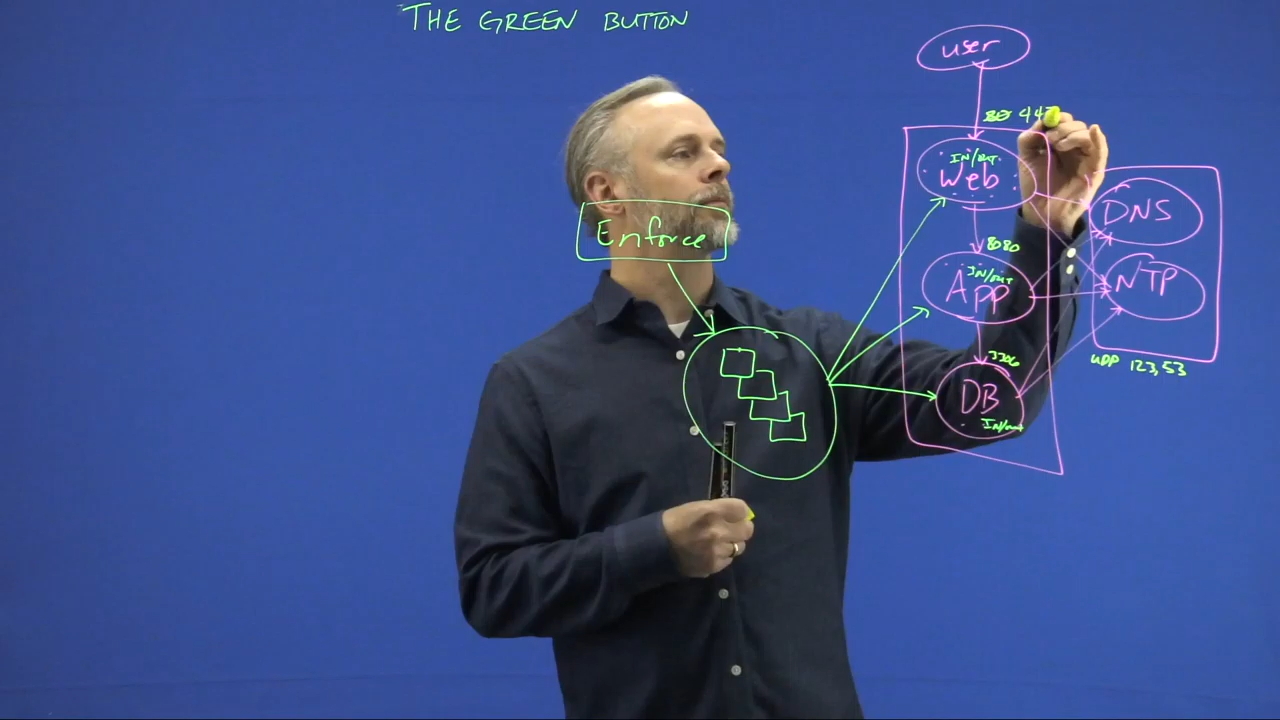 THE GREEN BUTTON
user
80 443
IN/OUT
Web
DNS
Enforce
8080
IN/OUT
App
NTP
3306
UDP 123,53
DB
In/out